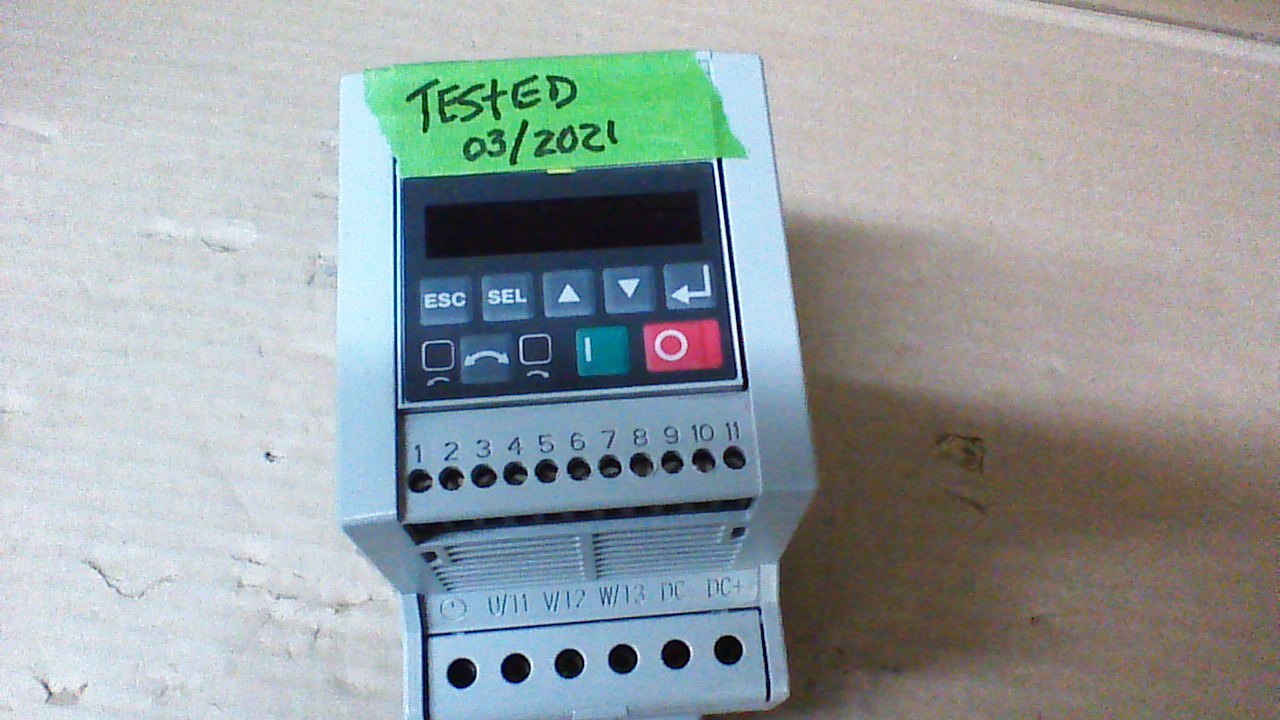 TESTED
03/2021
ESC SEL
1 2 3 4 5 6 7 8 9 10 11
U/T1 V/T2 W/T3 DC- DC+